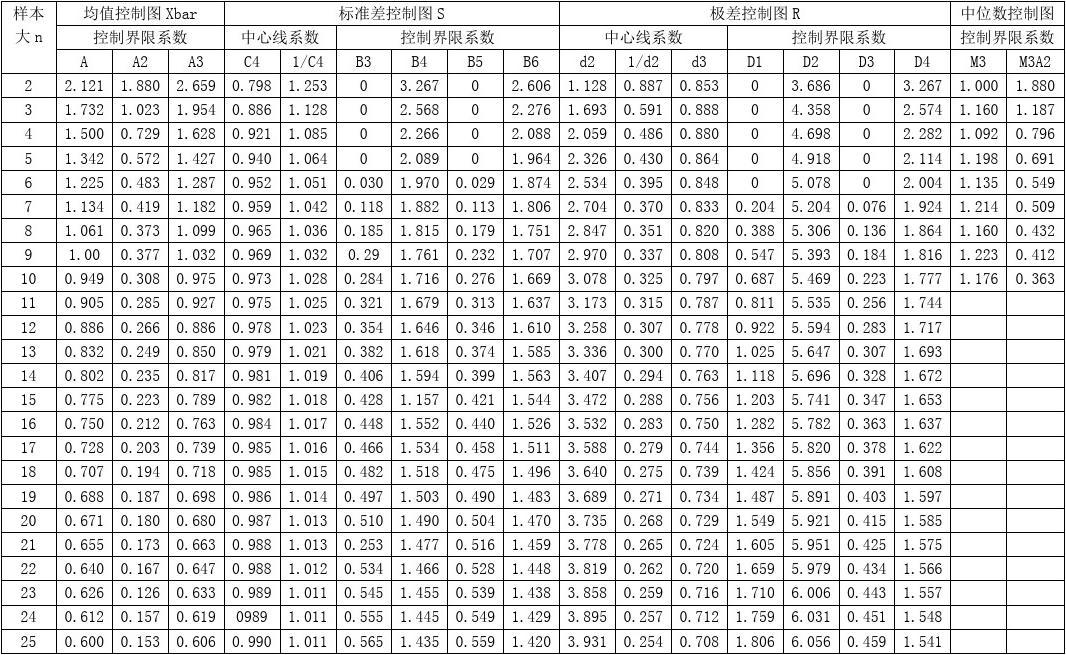 样本 均值控制图 Xbar 标准差控制图 S 极差控制图 R 中位数控制图
大 n 控制界限系数 中心线系数 控制界限系数 中心线系数 控制界限系数 控制界限系数
A A2 A3 C4 1/C4 B3 B4 B5 B6 d2 1/d2 d3 D1 D2 D3 D4 M3 M3A2
2 2.121 1.880 2.659 0.798 1.253 0 3.267 0 2.606 1.128 0.887 0.853 0 3.686 0 3.267 1.000 1.880
3 1.732 1.023 1.954 0.886 1.128 0 2.568 0 2.276 1.693 0.591 0.888 0 4.358 0 2.574 1.160 1.187
4 1.500 0.729 1.628 0.921 1.085 0 2.266 0 2.088 2.059 0.486 0.880 0 4.698 0 2.282 1.092 0.796
5 1.342 0.572 1.427 0.940 1.064 0 2.089 0 1.964 2.326 0.430 0.864 0 4.918 0 2.114 1.198 0.691
6 1.225 0.483 1.287 0.952 1.051 0.030 1.970 0.029 1.874 2.534 0.395 0.848 0 5.078 0 2.004 1.135 0.549
7 1.134 0.419 1.182 0.959 1.042 0.118 1.882 0.113 1.806 2.704 0.370 0.833 0.204 5.204 0.076 1.924 1.214 0.509
8 1.061 0.373 1.099 0.965 1.036 0.185 1.815 0.179 1.751 2.847 0.351 0.820 0.388 5.306 0.136 1.864 1.160 0.432
9 1.00 0.377 1.032 0.969 1.032 0.29 1.761 0.232 1.707 2.970 0.337 0.808 0.547 5.393 0.184 1.816 1.223 0.412
10 0.949 0.308 0.975 0.973 1.028 0.284 1.716 0.276 1.669 3.078 0.325 0.797 0.687 5.469 0.223 1.777 1.176 0.363
11 0.905 0.285 0.927 0.975 1.025 0.321 1.679 0.313 1.637 3.173 0.315 0.787 0.811 5.535 0.256 1.744
12 0.886 0.266 0.886 0.978 1.023 0.354 1.646 0.346 1.610 3.258 0.307 0.778 0.922 5.594 0.283 1.717
13 0.832 0.249 0.850 0.979 1.021 0.382 1.618 0.374 1.585 3.336 0.300 0.770 1.025 5.647 0.307 1.693
14 0.802 0.235 0.817 0.981 1.019 0.406 1.594 0.399 1.563 3.407 0.294 0.763 1.118 5.696 0.328 1.672
15 0.775 0.223 0.789 0.982 1.018 0.428 1.157 0.421 1.544 3.472 0.288 0.756 1.203 5.741 0.347 1.653
16 0.750 0.212 0.763 0.984 1.017 0.448 1.552 0.440 1.526 3.532 0.283 0.750 1.282 5.782 0.363 1.637
17 0.728 0.203 0.739 0.985 1.016 0.466 1.534 0.458 1.511 3.588 0.279 0.744 1.356 5.820 0.378 1.622
18 0.707 0.194 0.718 0.985 1.015 0.482 1.518 0.475 1.496 3.640 0.275 0.739 1.424 5.856 0.391 1.608
19 0.688 0.187 0.698 0.986 1.014 0.497 1.503 0.490 1.483 3.689 0.271 0.734 1.487 5.891 0.403 1.597
20 0.671 0.180 0.680 0.987 1.013 0.510 1.490 0.504 1.470 3.735 0.268 0.729 1.549 5.921 0.415 1.585
21 0.655 0.173 0.663 0.988 1.013 0.253 1.477 0.516 1.459 3.778 0.265 0.724 1.605 5.951 0.425 1.575
22 0.640 0.167 0.647 0.988 1.012 0.534 1.466 0.528 1.448 3.819 0.262 0.720 1.659 5.979 0.434 1.566
23 0.626 0.126 0.633 0.989 1.011 0.545 1.455 0.539 1.438 3.858 0.259 0.716 1.710 6.006 0.443 1.557
24 0.612 0.157 0.619 0989 1.011 0.555 1.445 0.549 1.429 3.895 0.257 0.712 1.759 6.031 0.451 1.548
25 0.600 0.153 0.606 0.990 1.011 0.565 1.435 0.559 1.420 3.931 0.254 0.708 1.806 6.056 0.459 1.541